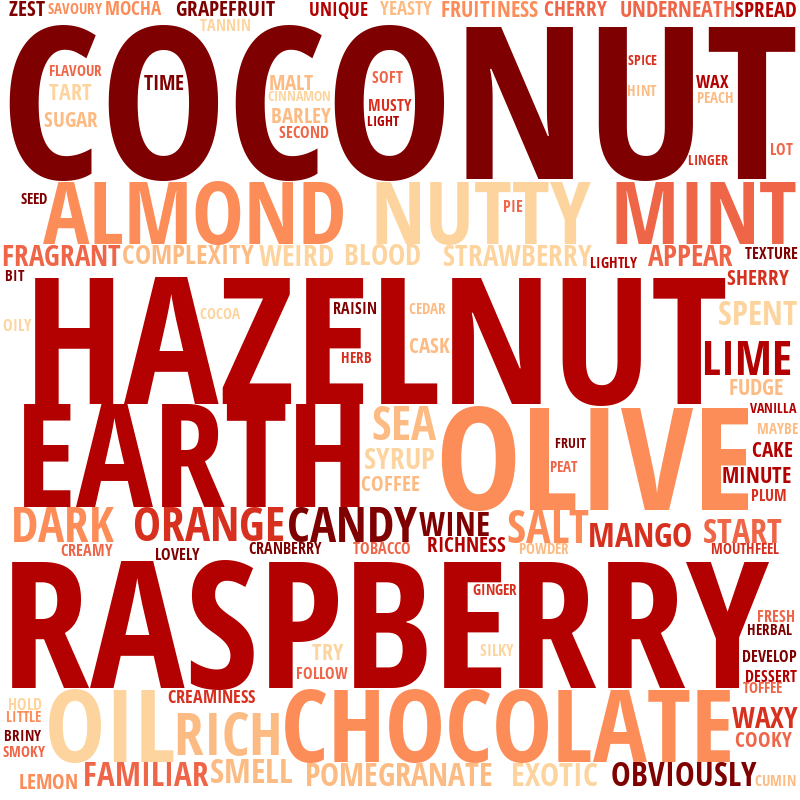 ZEST SAVOURY MOCHA GRAPEFRUIT UNIQUE YEASTY FRUITINESS CHERRY UNDERNEATH SPREAD
TANNIN
COCONUT
FLAVOUR TIME MALT SOFT SPICE WAX
TART CINNAMON MUSTY HINT PEACH
SUGAR BARLEY LIGHT
SECOND LOT
LINGER
SEED ALMOND NUTTY PIE MINT
FRAGRANT COMPLEXITY WEIRD BLOOD STRAWBERRY LIGHTLY APPEAR TEXTURE
BIT SHERRY
HAZELNUT
OILY COCOA RAISIN CEDAR SPENT
HERB CASK LIME
FUDGE
EARTH SEA OLIVE VANILLA
MAYBE
SYRUP FRUIT CAKE
COFFEE PEAT MINUTE
PLUM
DARK ORANGE CANDY WINE SALT MANGO START
CREAMY LOVELY CRANBERRY TOBACCO RICHNESS POWDER MOUTHFEEL
RASPBERRY
GINGER FRESH
HERBAL
TRY SILKY DEVELOP
FOLLOW DESSERT
TOFFEE
HOLD CREAMINESS
LITTLE OIL RICH CHOCOLATE WAXY
BRINY COOKY
SMOKY
LEMON FAMILIAR SMELL POMEGRANATE EXOTIC OBVIOUSLY CUMIN